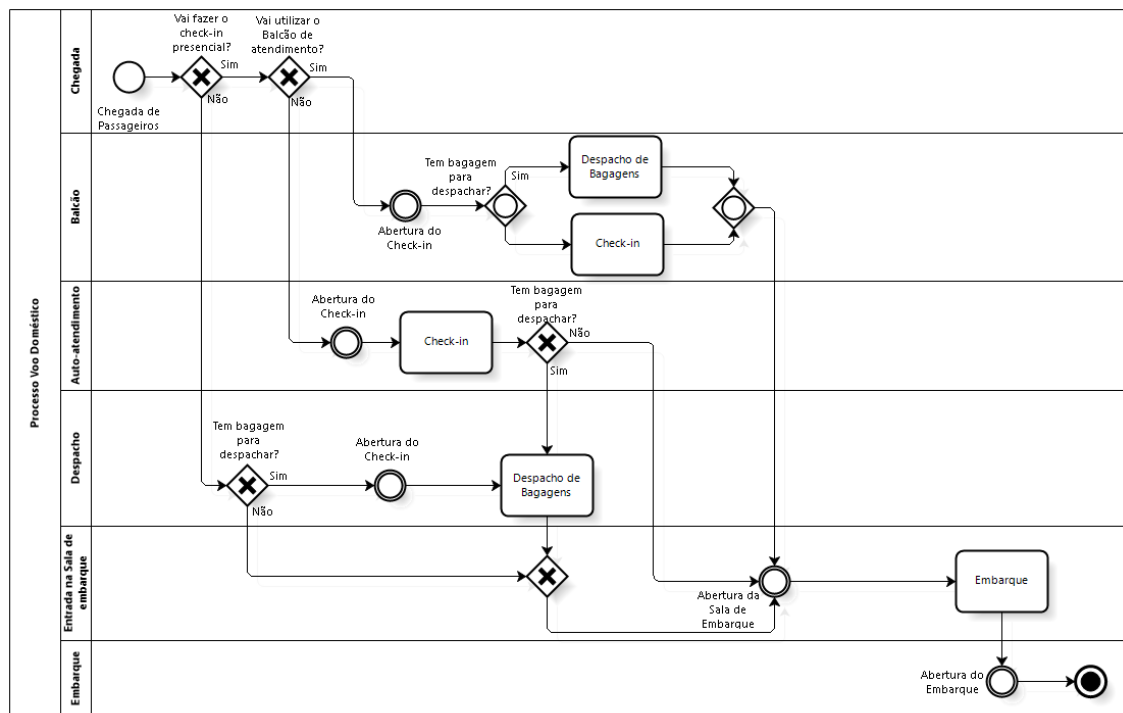 Processo Voo Doméstico
Chegada
Vai fazer o
check-in
presencial?
Vai utilizar o
Balcão de
atendimento?
Sim
Sim
Não
Não
Chegada de
Passageiros
Balcão
Tem bagagem
para
despachar?
Sim
Despacho de
Bagagens
Abertura do
Check-in
Check-in
Auto-atendimento
Abertura do
Check-in
Check-in
Tem bagagem
para
despachar?
Não
Sim
Despacho
Tem bagagem
para
despachar?
Sim
Não
Abertura do
Check-in
Despacho de
Bagagens
Entrada na Sala de
embarque
Abertura da
Sala de
Embarque
Embarque
Embarque
Abertura do
Embarque